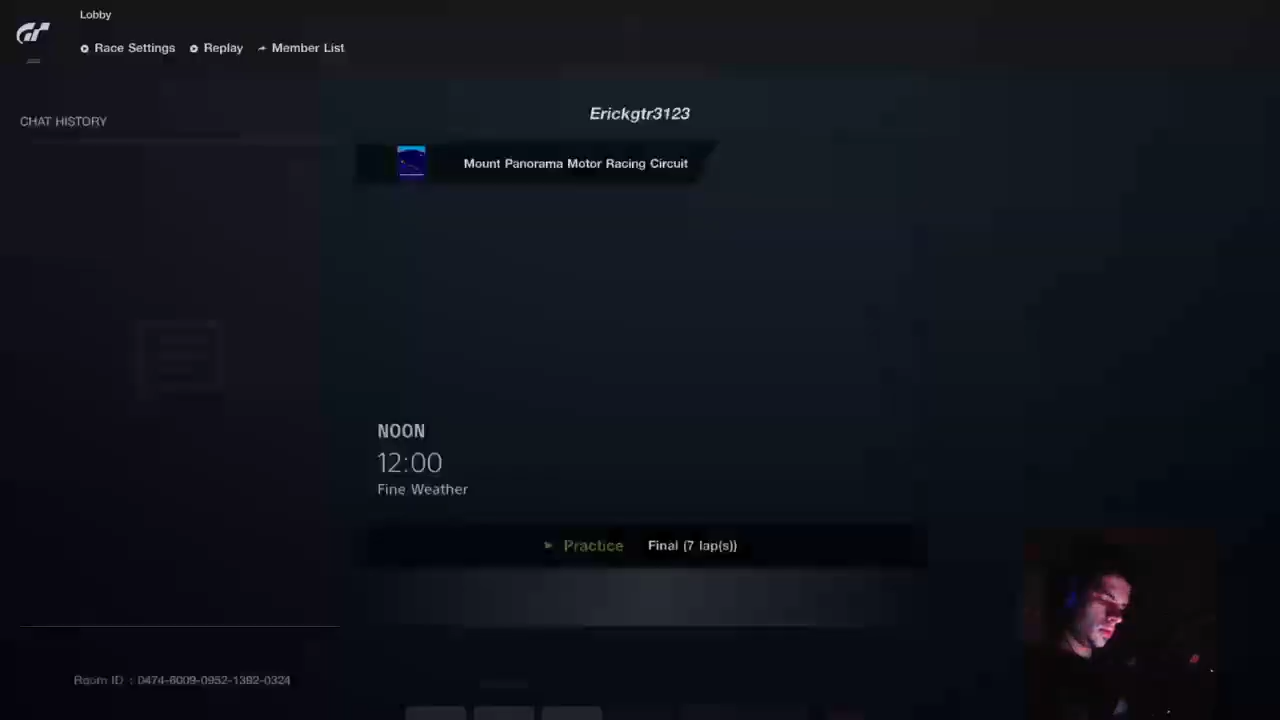 Lobby
Race Settings Replay Member List
CHAT HISTORY
Erickgtr3123
Mount Panorama Motor Racing Circuit
NOON
12:00
Fine Weather
Practice Final (7 lap(s))
Room ID : 0474-6009-0952-1392-0324